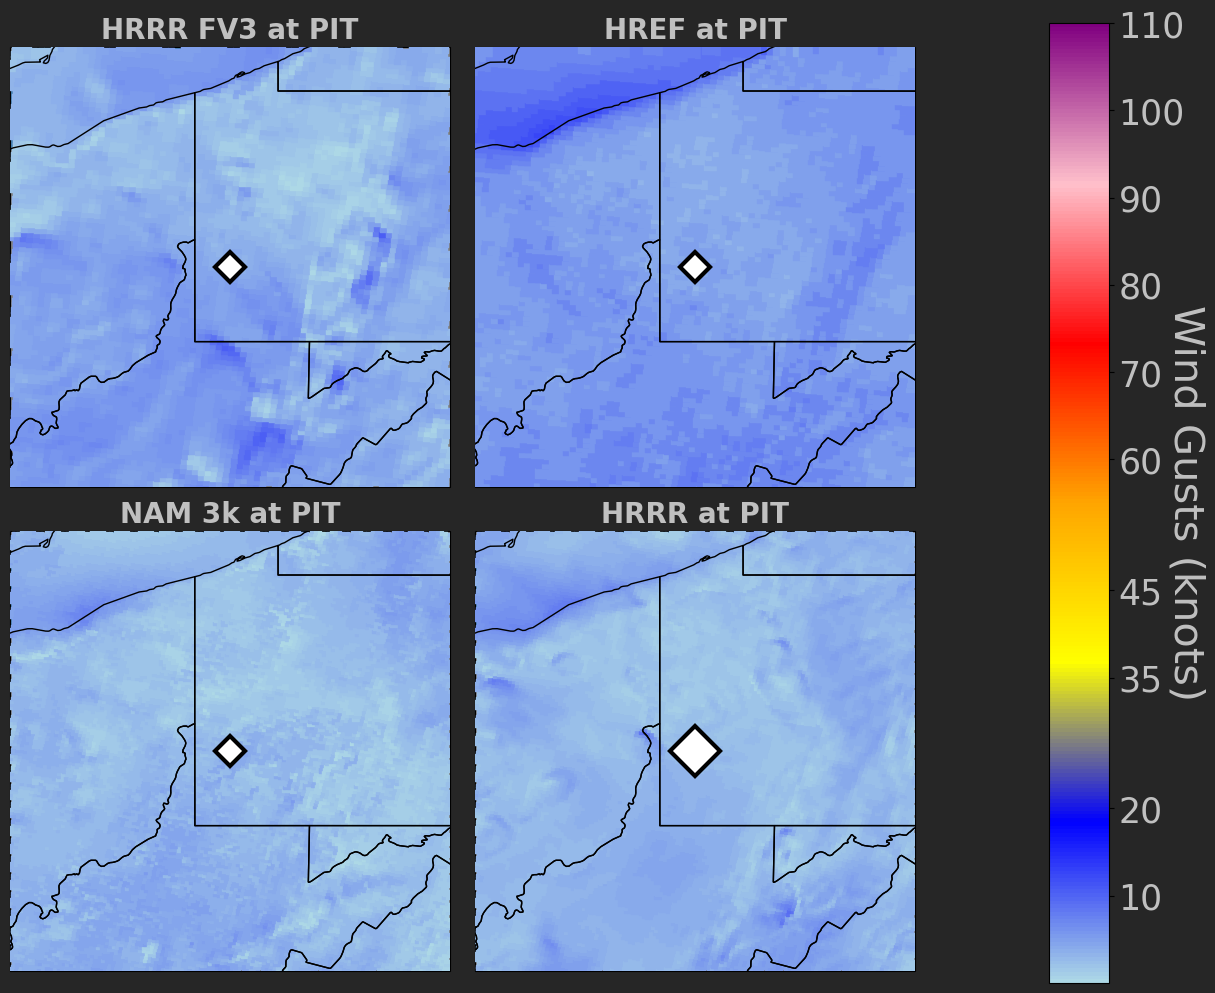 HRRR FV3 at PIT
HREF at PIT
NAM 3k at PIT
HRRR at PIT
110
100
90
80
70
60
45
35
20
10
Wind Gusts (knots)